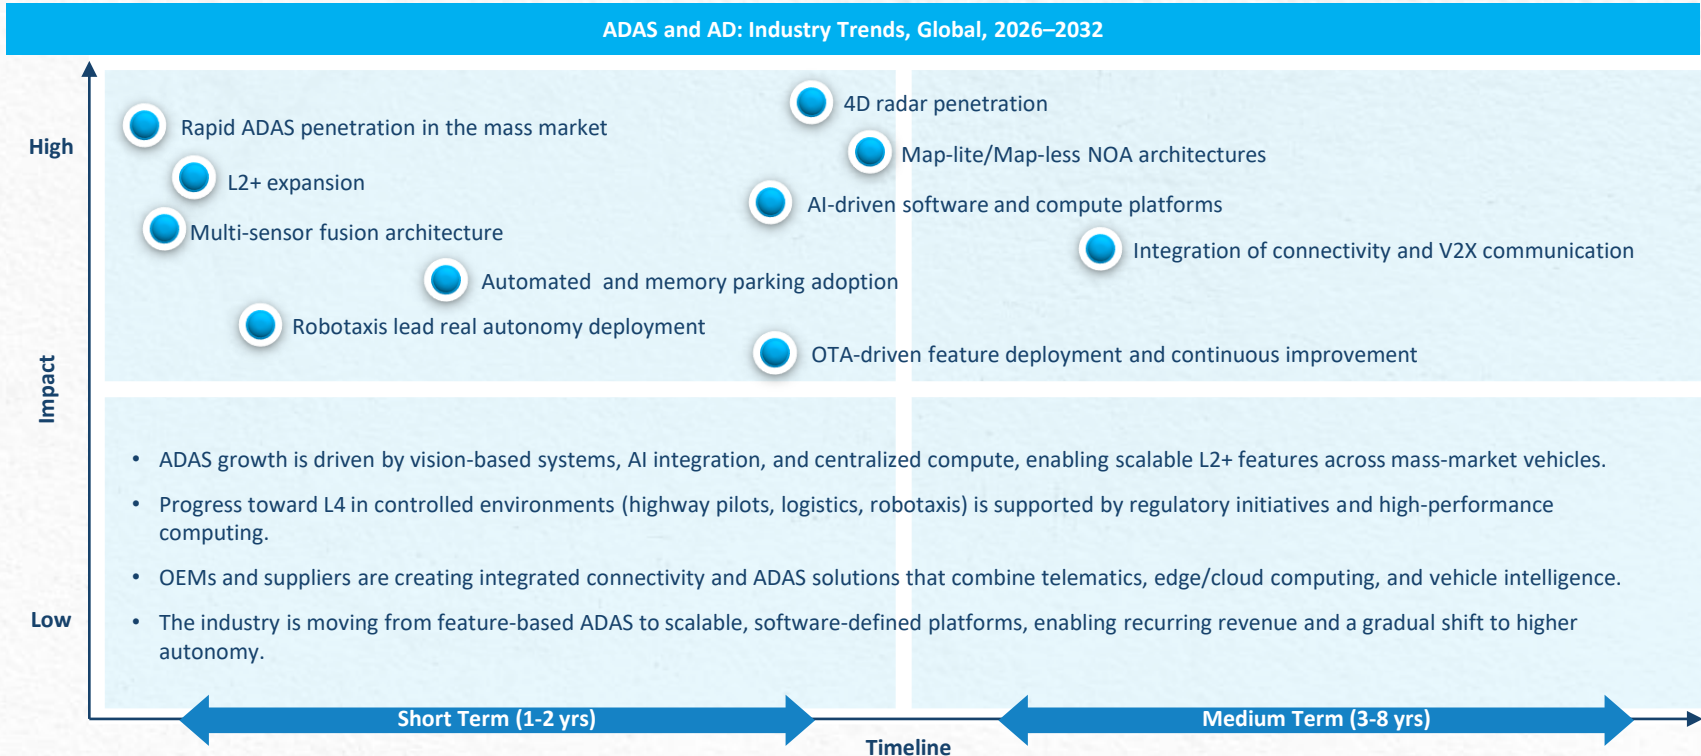 ADAS and AD: Industry Trends, Global, 2026–2032
High
4D radar penetration
Rapid ADAS penetration in the mass market
Map-lite/Map-less NOA architectures
L2+ expansion
AI-driven software and compute platforms
Multi-sensor fusion architecture
Integration of connectivity and V2X communication
Automated  and memory parking adoption
Robotaxis lead real autonomy deployment
OTA-driven feature deployment and continuous improvement
Impact
• ADAS growth is driven by vision-based systems, AI integration, and centralized compute, enabling scalable L2+ features across mass-market vehicles.
• Progress toward L4 in controlled environments (highway pilots, logistics, robotaxis) is supported by regulatory initiatives and high-performance
computing.
• OEMs and suppliers are creating integrated connectivity and ADAS solutions that combine telematics, edge/cloud computing, and vehicle intelligence.
Low
• The industry is moving from feature-based ADAS to scalable, software-defined platforms, enabling recurring revenue and a gradual shift to higher
autonomy.
Short Term (1-2 yrs)
Medium Term (3-8 yrs)
Timeline